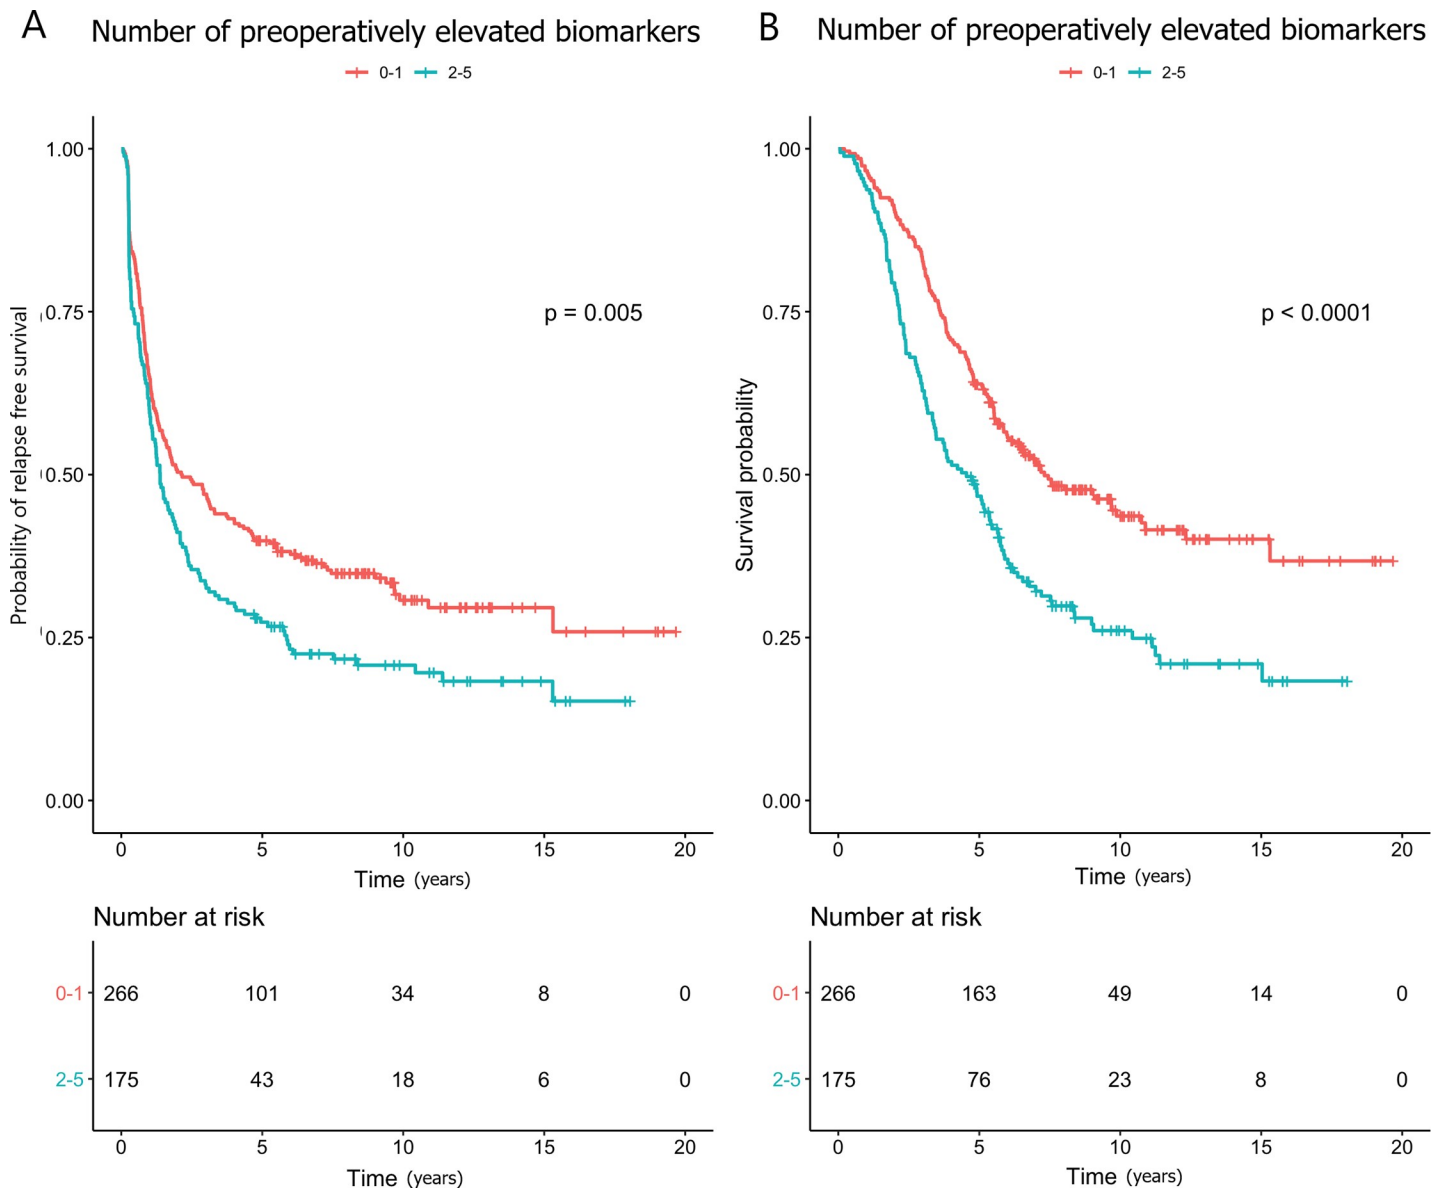 A
Number of preoperatively elevated biomarkers
0-1 2-5
Probability of relapse free survival
1.00
0.75
0.50
0.25
0.00
p = 0.005
0 5 10 15 20
Time (years)
Number at risk
0-1 266 101 34 8 0
2-5 175 43 18 6 0
0 5 10 15 20
Time (years)
B
Number of preoperatively elevated biomarkers
0-1 2-5
Survival probability
1.00
0.75
0.50
0.25
0.00
p < 0.0001
0 5 10 15 20
Time (years)
Number at risk
0-1 266 163 49 14 0
2-5 175 76 23 8 0
0 5 10 15 20
Time (years)